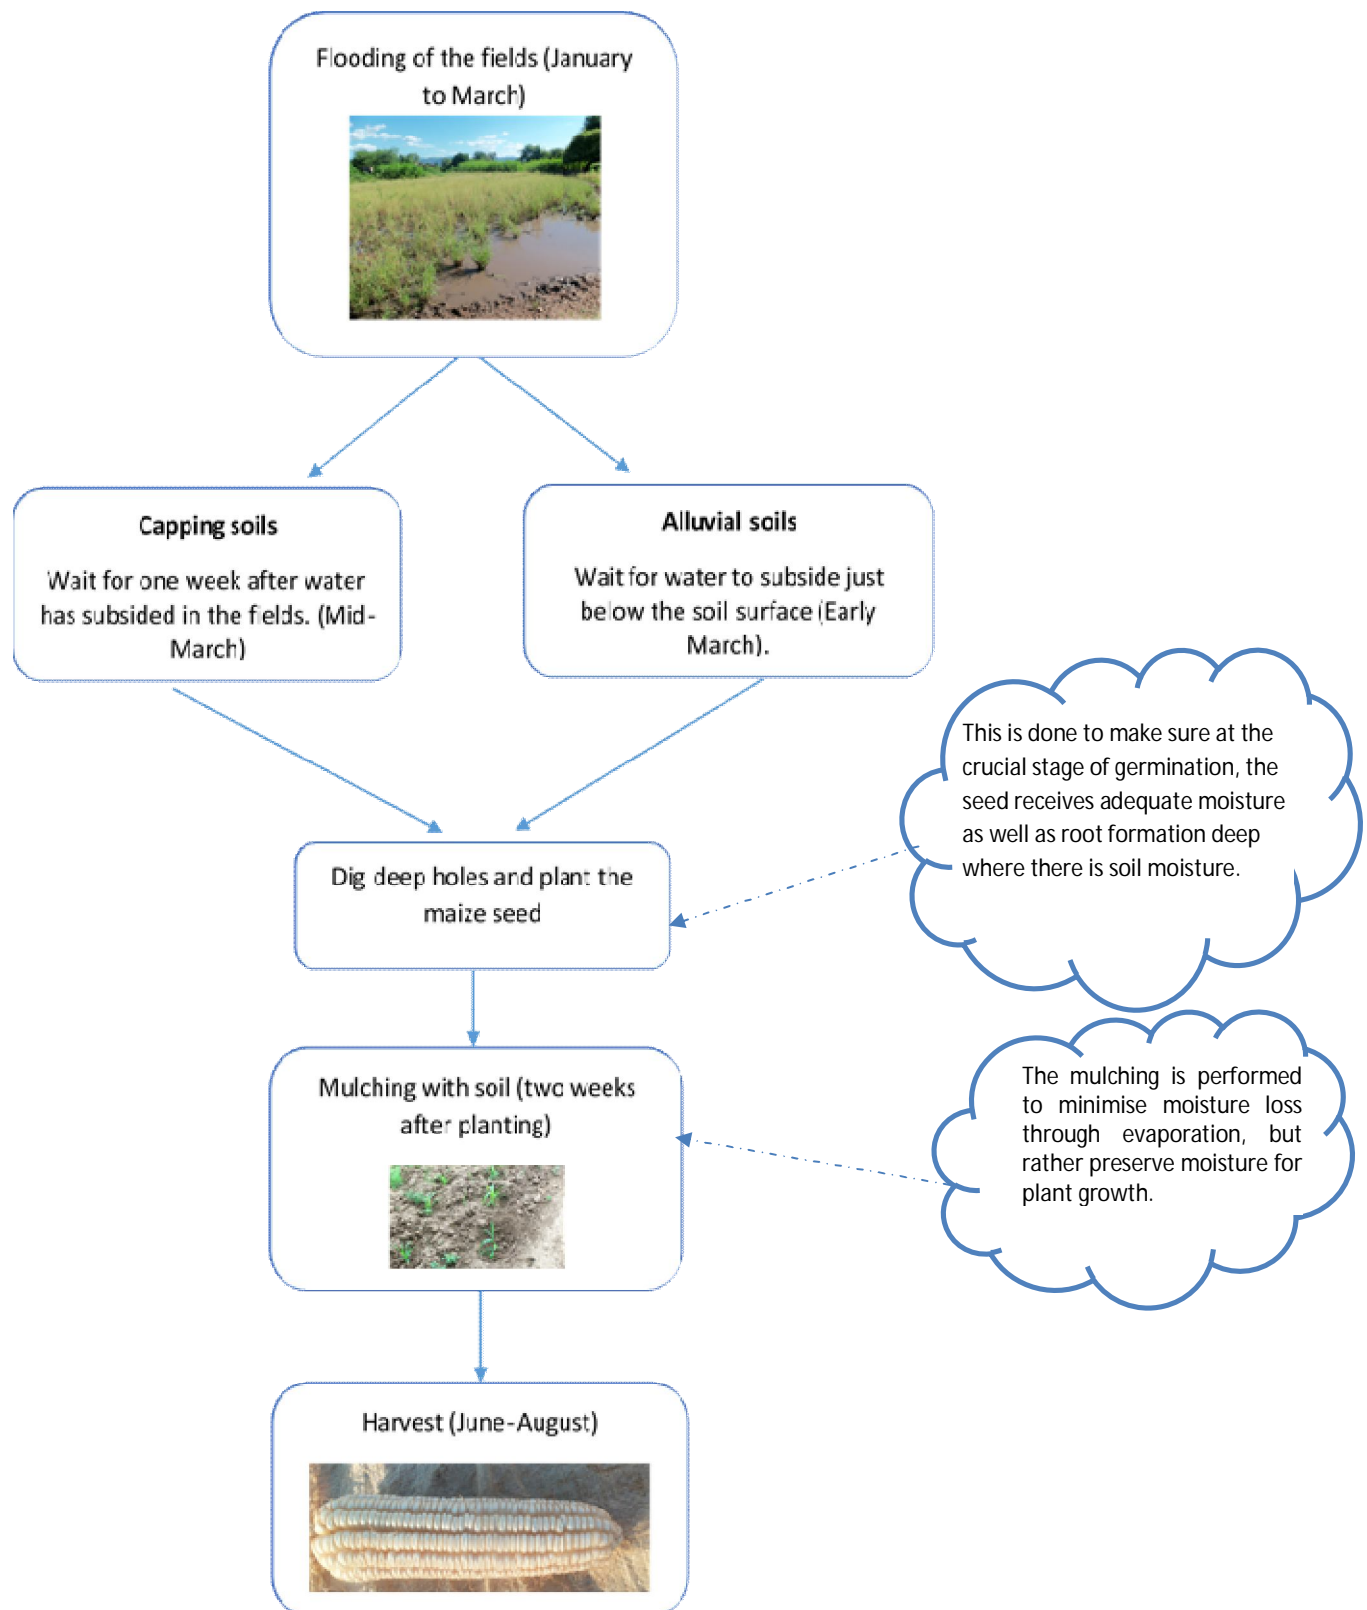 Flooding of the fields (January
to March)
Capping soils
Wait for one week after water
has subsided in the fields. (Mid-
March)
Alluvial soils
Wait for water to subside just
below the soil surface (Early
March).
This is done to make sure at the
crucial stage of germination, the
seed receives adequate moisture
as well as root formation deep
where there is soil moisture.
Dig deep holes and plant the
maize seed
The mulching is performed
to minimise moisture loss
through evaporation, but
rather preserve moisture for
plant growth.
Mulching with soil (two weeks
after planting)
Harvest (June-August)